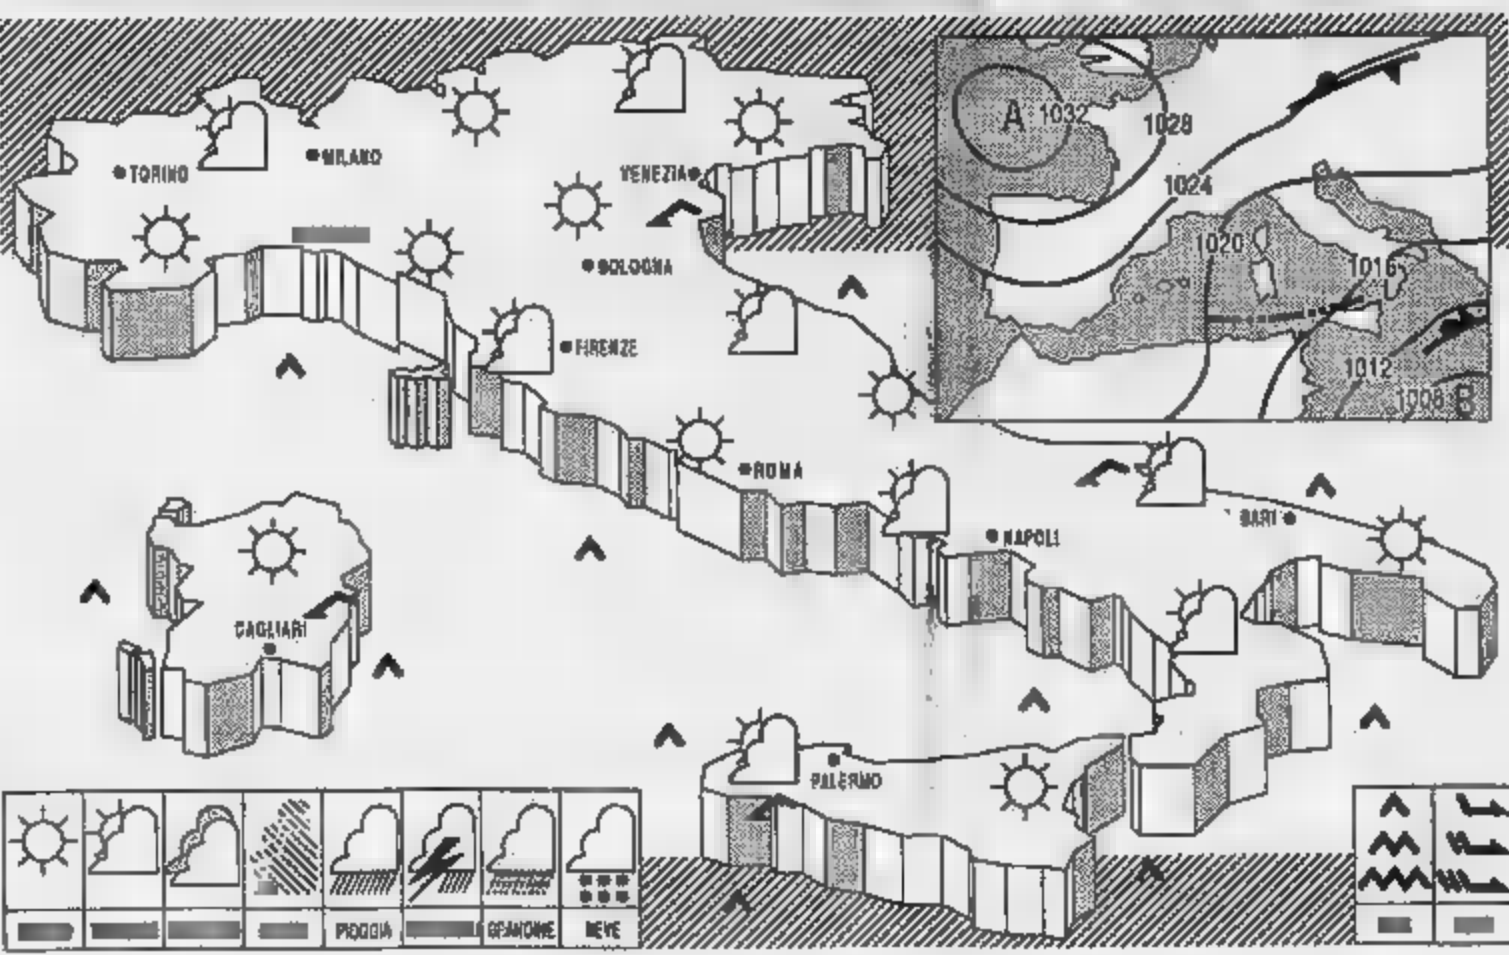 TORINO
MILANO
VENEZIA
BOLOGNA
FIRENZE
ROMA
NAPOLI
BARI
CAGLIARI
PALERMO
A
1032
1028
1024
1020
1016
1012
1008
B
PIOGGIA
GRANDINE
NEVE